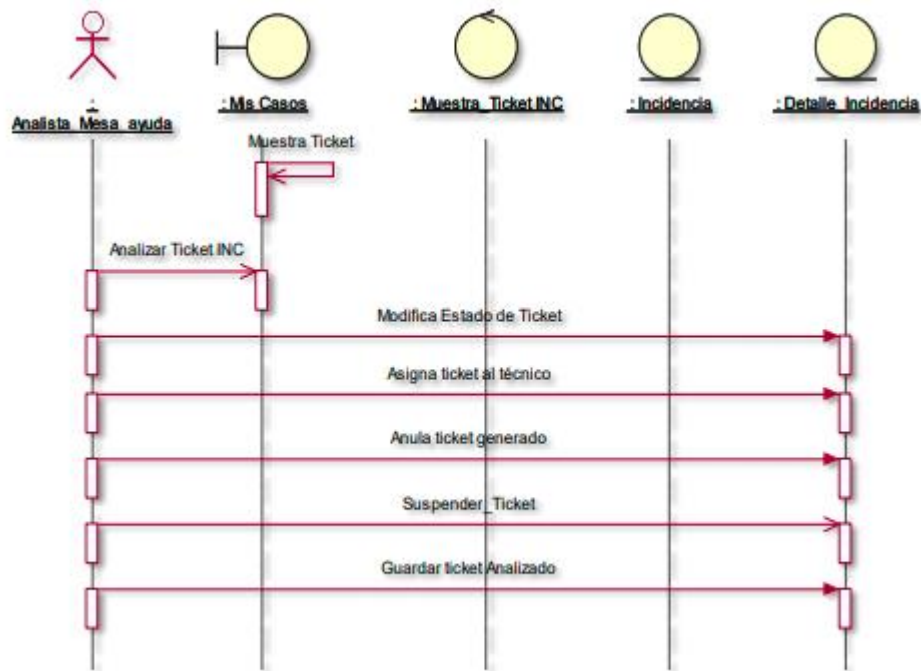 :
Analista_Mesa_ayuda
: Mis Casos
: Muestra_Ticket INC
: Incidencia
: Detalle_Incidencia
Muestra Ticket
Analizar Ticket INC
Modifica Estado de Ticket
Asigna ticket al técnico
Anula ticket generado
Suspender_Ticket
Guardar ticket Analizado